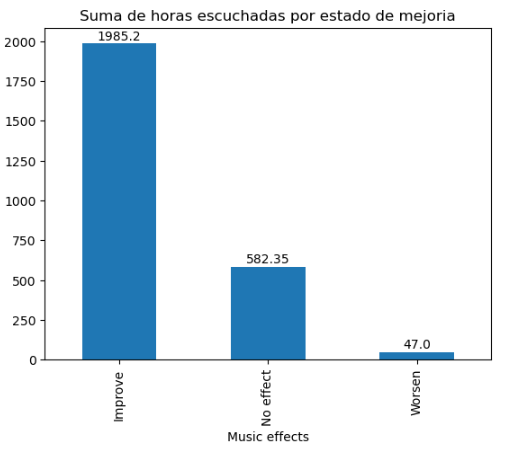 Suma de horas escuchadas por estado de mejoria
2000
1750
1500
1250
1000
750
500
250
0
1985.2
582.35
47.0
Improve
No effect
Worsen
Music effects